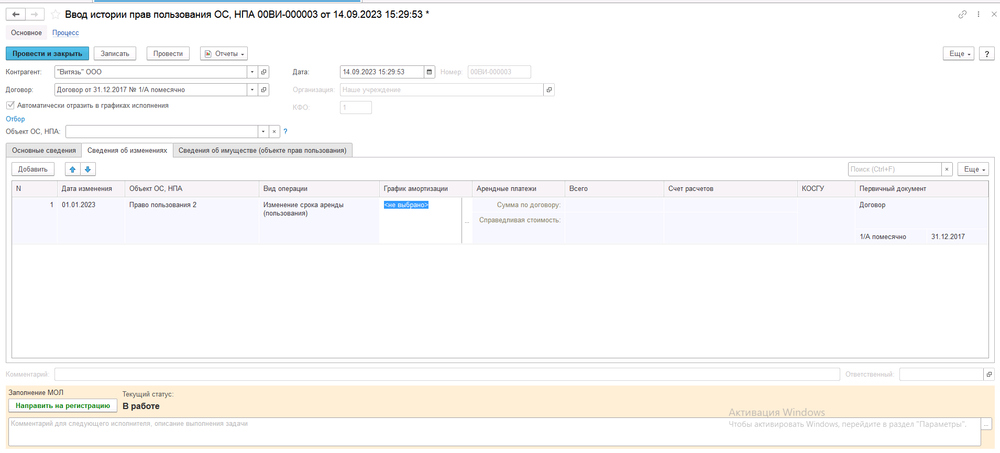 Ввод истории прав пользования ОС, НПА 00ВИ-000003 от 14.09.2023 15:29:53 *
Основное Процесс
Провести и закрыть Записать Провести Отчеты Еще ?
Контрагент: "Витязь" ООО Дата: 14.09.2023 15:29:53 Номер: 00ВИ-000003
Договор: Договор от 31.12.2017 № 1/А помесячно Организация: Наше учреждение
Автоматически отразить в графиках исполнения КФО: 1
Отбор
Объект ОС, НПА: ?
Основные сведения Сведения об изменениях Сведения об имуществе (объекте прав пользования)
Добавить Поиск (Ctrl+F) × Еще
N Дата изменения Объект ОС, НПА Вид операции График амортизации Арендные платежи Всего Счет расчетов КОСГУ Первичный документ
1 01.01.2023 Право пользования 2 Изменение срока аренды <не выбрано> Сумма по договору: Договор
(пользования)
... Справедливая стоимость:
1/А помесячно 31.12.2017
Комментарий: Ответственный:
Заполнение МОЛ Текущий статус:
Направить на регистрацию В работе
Активация Windows
Комментарий для следующего исполнителя, описание выполнения задачи Чтобы активировать Windows, перейдите в раздел "Параметры". ...